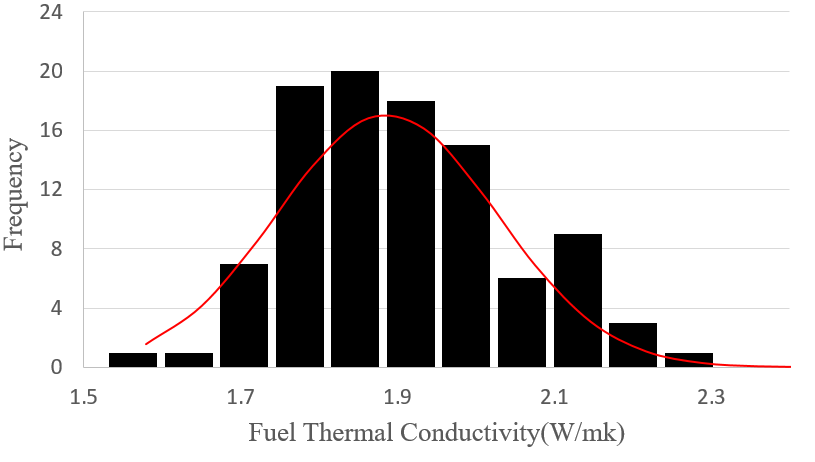 24
20
16
12
8
4
0
Frequency
1.5 1.7 1.9 2.1 2.3
Fuel Thermal Conductivity(W/mk)